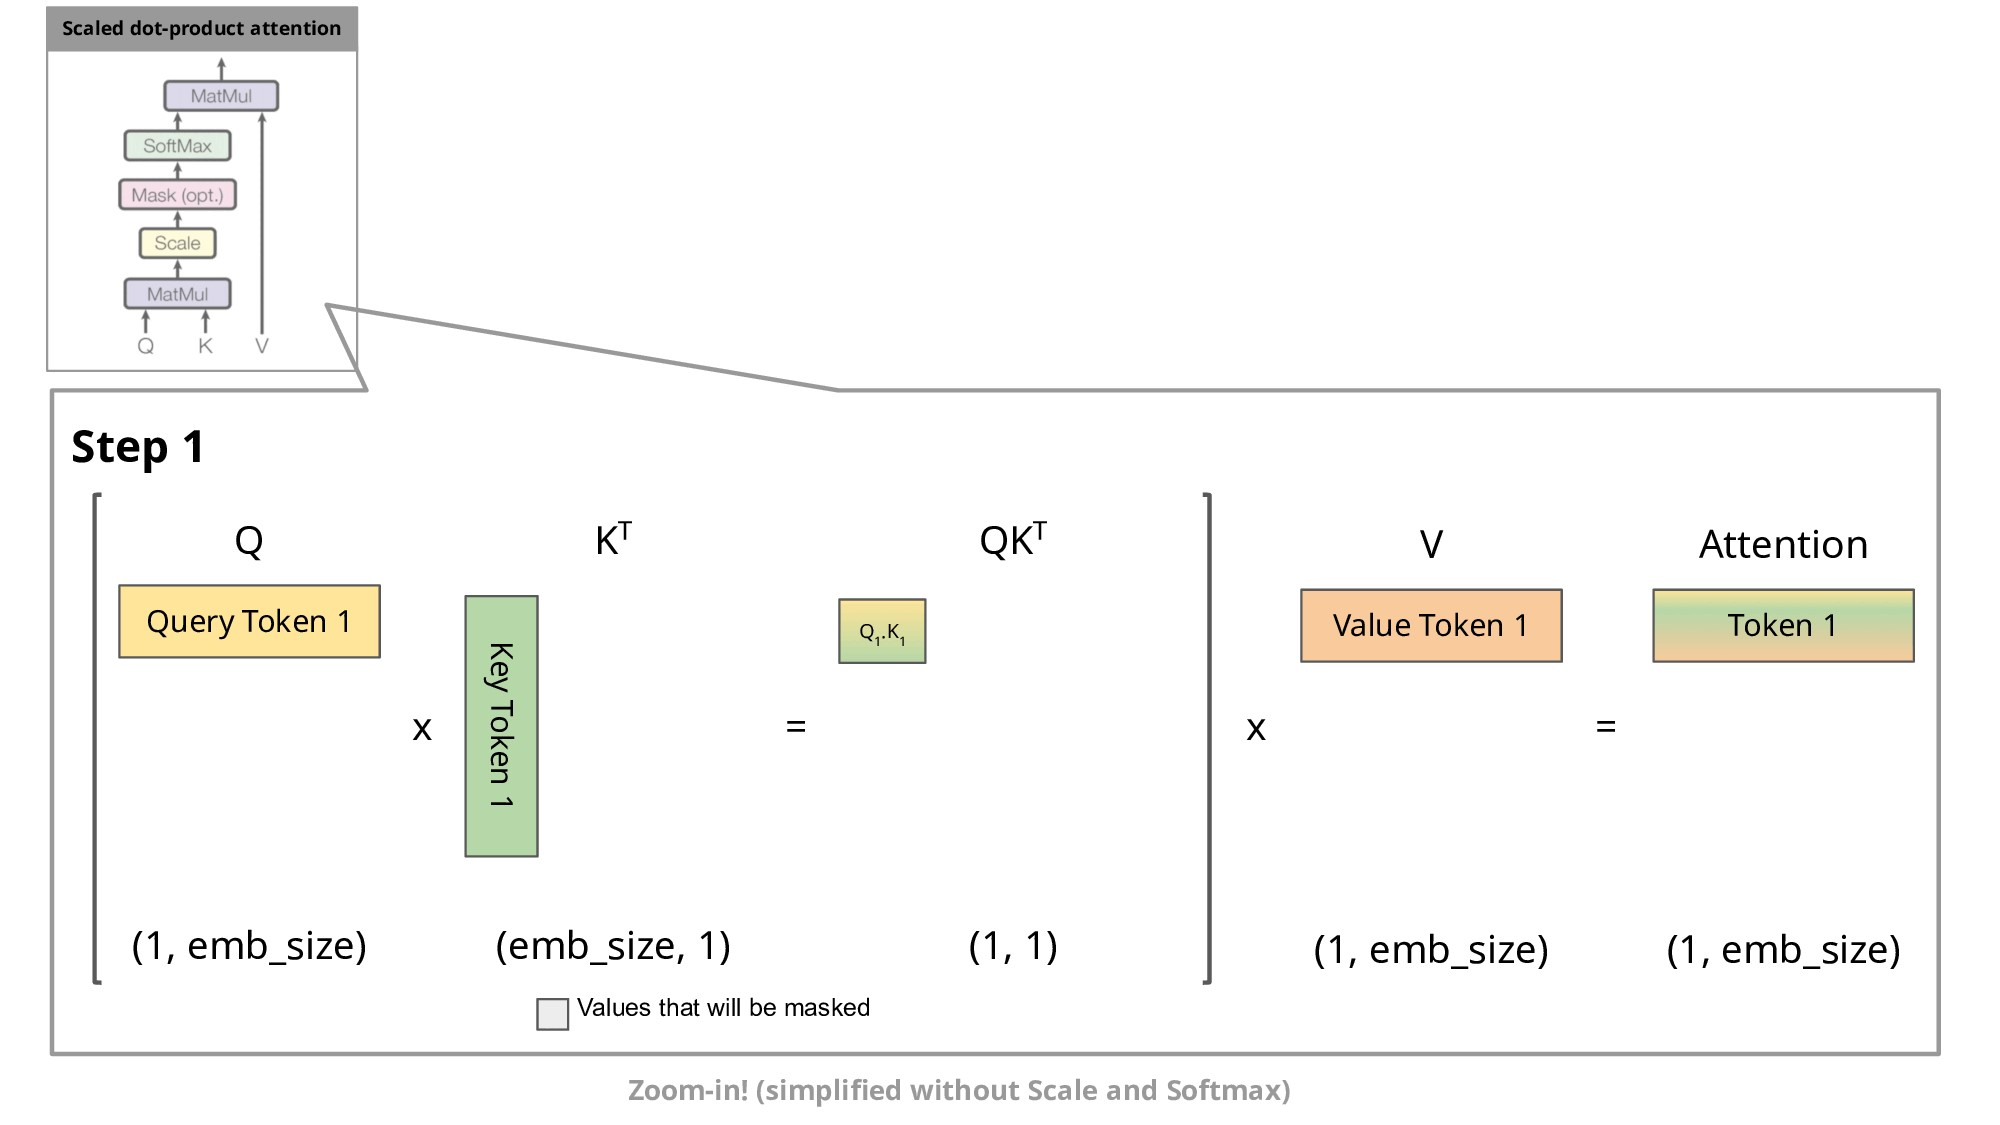 Scaled dot-product attention
MatMul
SoftMax
Mask (opt.)
Scale
MatMul
Q K V
Step 1
Q K^T QK^T V Attention
Query Token 1
Key Token 1
Q₁.K₁
Value Token 1
Token 1
x = x =
(1, emb_size) (emb_size, 1) (1, 1) (1, emb_size) (1, emb_size)
Values that will be masked
Zoom-in! (simplified without Scale and Softmax)